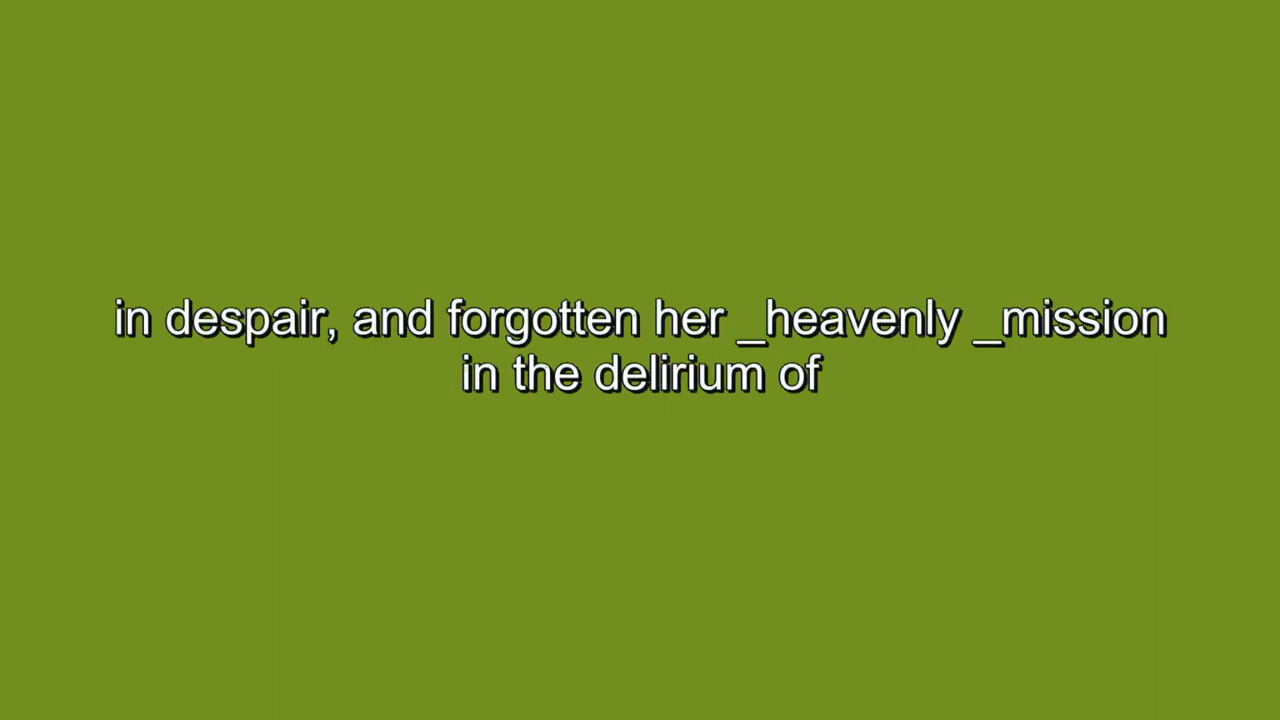 in despair, and forgotten her _heavenly _mission
in the delirium of